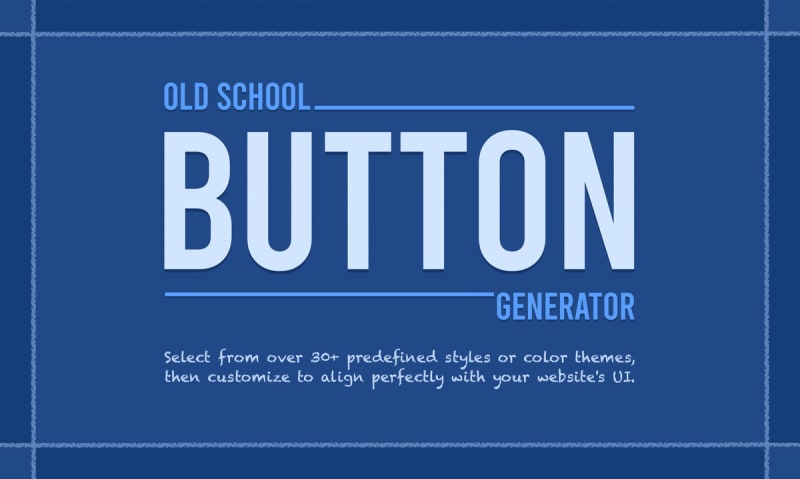 OLD SCHOOL
BUTTON
GENERATOR
Select from over 30+ predefined styles or color themes,
then customize to align perfectly with your website's UI.